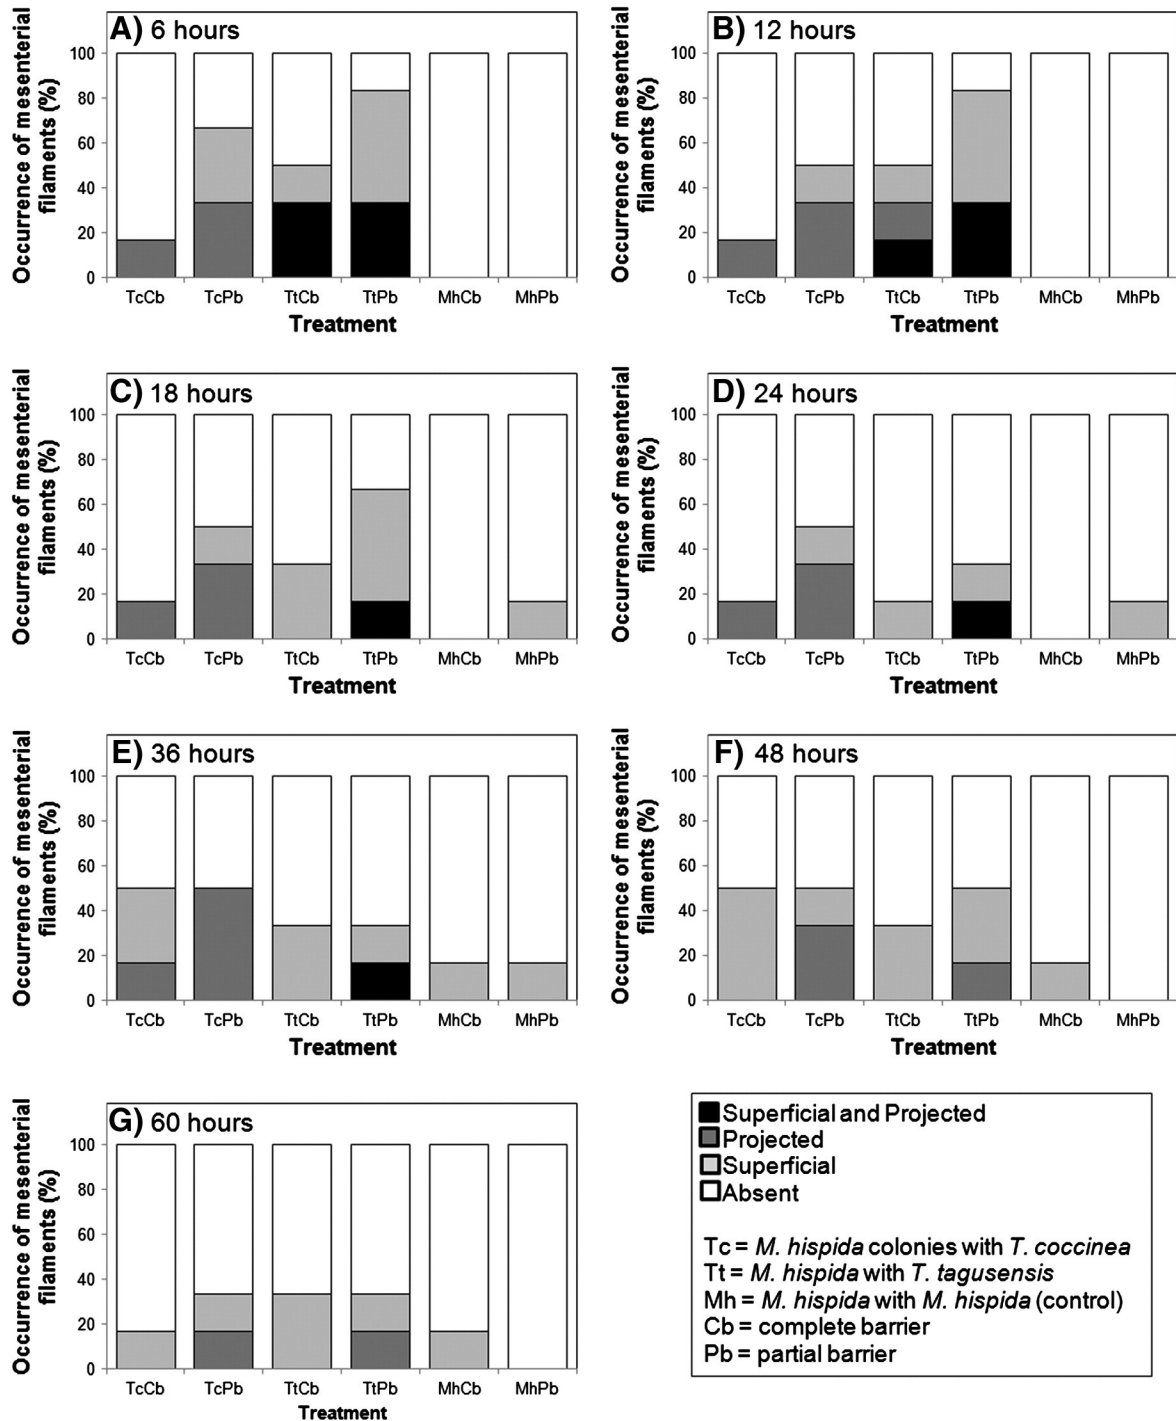 A) 6 hours
Occurrence of mesenterial
filaments (%)
100
80
60
40
20
0
TcCb TcPb TtCb TtPb MhCb MhPb
Treatment
B) 12 hours
Occurrence of mesenterial
filaments (%)
100
80
60
40
20
0
TcCb TcPb TtCb TtPb MhCb MhPb
Treatment
C) 18 hours
Occurrence of mesenterial
filaments (%)
100
80
60
40
20
0
TcCb TcPb TtCb TtPb MhCb MhPb
Treatment
D) 24 hours
Occurrence of mesenterial
filaments (%)
100
80
60
40
20
0
TcCb TcPb TtCb TtPb MhCb MhPb
Treatment
E) 36 hours
Occurrence of mesenterial
filaments (%)
100
80
60
40
20
0
TcCb TcPb TtCb TtPb MhCb MhPb
Treatment
F) 48 hours
Occurrence of mesenterial
filaments (%)
100
80
60
40
20
0
TcCb TcPb TtCb TtPb MhCb MhPb
Treatment
G) 60 hours
Occurrence of mesenterial
filaments (%)
100
80
60
40
20
0
TcCb TcPb TtCb TtPb MhCb MhPb
Treatment
Superficial and Projected
Projected
Superficial
Absent
Tc = M. hispida colonies with T. coccinea
Tt = M. hispida with T. tagusensis
Mh = M. hispida with M. hispida (control)
Cb = complete barrier
Pb = partial barrier